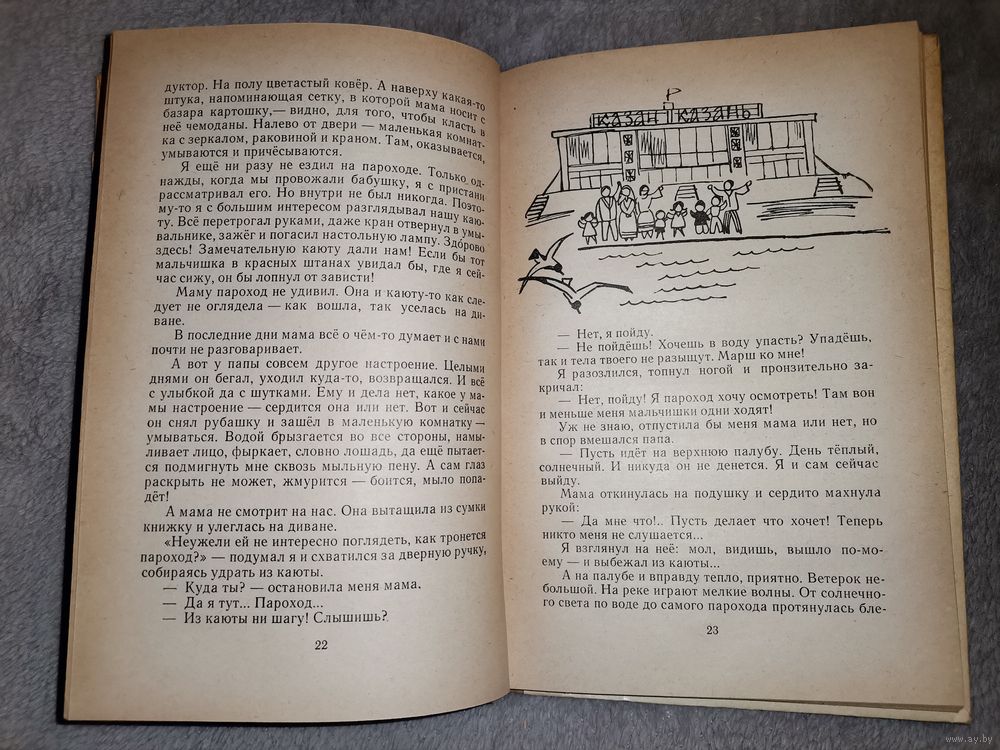 дуктор. На полу цветастый ковёр. А наверху какая-то
штука, напоминающая сетку, в которой мама носит с
базара картошку,— видно, для того, чтобы класть в
неё чемоданы. Налево от двери — маленькая комнат-
ка с зеркалом, раковиной и краном. Там, оказывается,
умываются и причёсываются.
Я ещё ни разу не ездил на пароходе. Только од-
нажды, когда мы провожали бабушку, я с пристани
рассматривал его. Но внутри не был никогда. Поэто-
му-то я с большим интересом разглядывал нашу каю-
ту. Всё перетрогал руками, даже кран отвернул в умы-
вальнике, зажёг и погасил настольную лампу. Здорово
здесь! Замечательную каюту дали нам! Если бы тот
мальчишка в красных штанах увидал бы, где я сей-
час сижу, он бы лопнул от зависти!
Маму пароход не удивил. Она и каюту-то как сле-
дует не оглядела — как вошла, так уселась на ди-
ване.
В последние дни мама всё о чём-то думает и с нами
почти не разговаривает.
А вот у папы совсем другое настроение. Целыми
днями он бегал, уходил куда-то, возвращался. И всё
с улыбкой да с шутками. Ему и дела нет, какое у ма-
мы настроение — сердится она или нет. Вот и сейчас
он снял рубашку и зашёл в маленькую комнатку —
умываться. Водой брызгается во все стороны, намы-
ливает лицо, фыркает, словно лошадь, да ещё пытает-
ся подмигнуть мне сквозь мыльную пену. А сам глаз
раскрыть не может, жмурится — боится, мыло попа-
дёт!
А мама не смотрит на нас. Она вытащила из сумки
книжку и улеглась на диване.
«Неужели ей не интересно поглядеть, как тронется
пароход?» — подумал я и схватился за дверную ручку,
собираясь удрать из каюты.
— Куда ты? — остановила меня мама.
— Да я тут... Пароход...
— Из каюты ни шагу! Слышишь?
22
КАЗАН КАЗАНЬ
— Нет, я пойду.
— Не пойдёшь! Хочешь в воду упасть? Упадёшь,
так и тела твоего не разыщут. Марш ко мне!
Я разозлился, топнул ногой и пронзительно за-
кричал:
— Нет, пойду! Я пароход хочу осмотреть! Там вон
и меньше меня мальчишки одни ходят!
Уж не знаю, отпустила бы меня мама или нет, но
в спор вмешался папа.
— Пусть идёт на верхнюю палубу. День тёплый,
солнечный. И никуда он не денется. Я и сам сейчас
выйду.
Мама откинулась на подушку и сердито махнула
рукой:
— Да мне что!.. Пусть делает что хочет! Теперь
никто меня не слушается...
Я взглянул на неё: мол, видишь, вышло по-мо-
ему — и выбежал из каюты...
А на палубе и вправду тепло, приятно. Ветерок не-
большой. На реке играют мелкие волны. От солнечно-
го света по воде до самого парохода протянулась бле-
23
www.ay.by